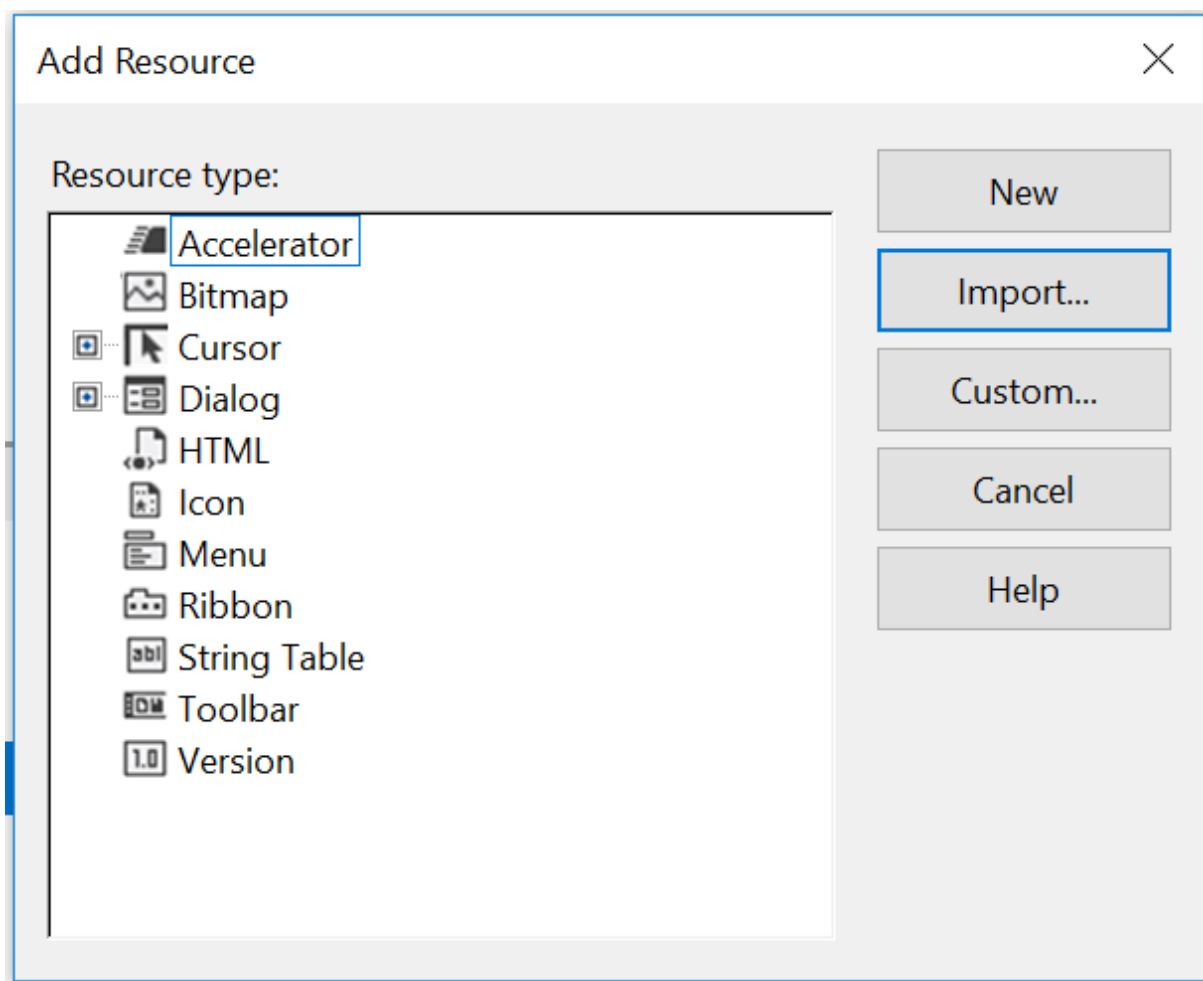 Add Resource
Resource type:
Accelerator
Bitmap
Cursor
Dialog
HTML
Icon
Menu
Ribbon
String Table
Toolbar
Version
New
Import...
Custom...
Cancel
Help